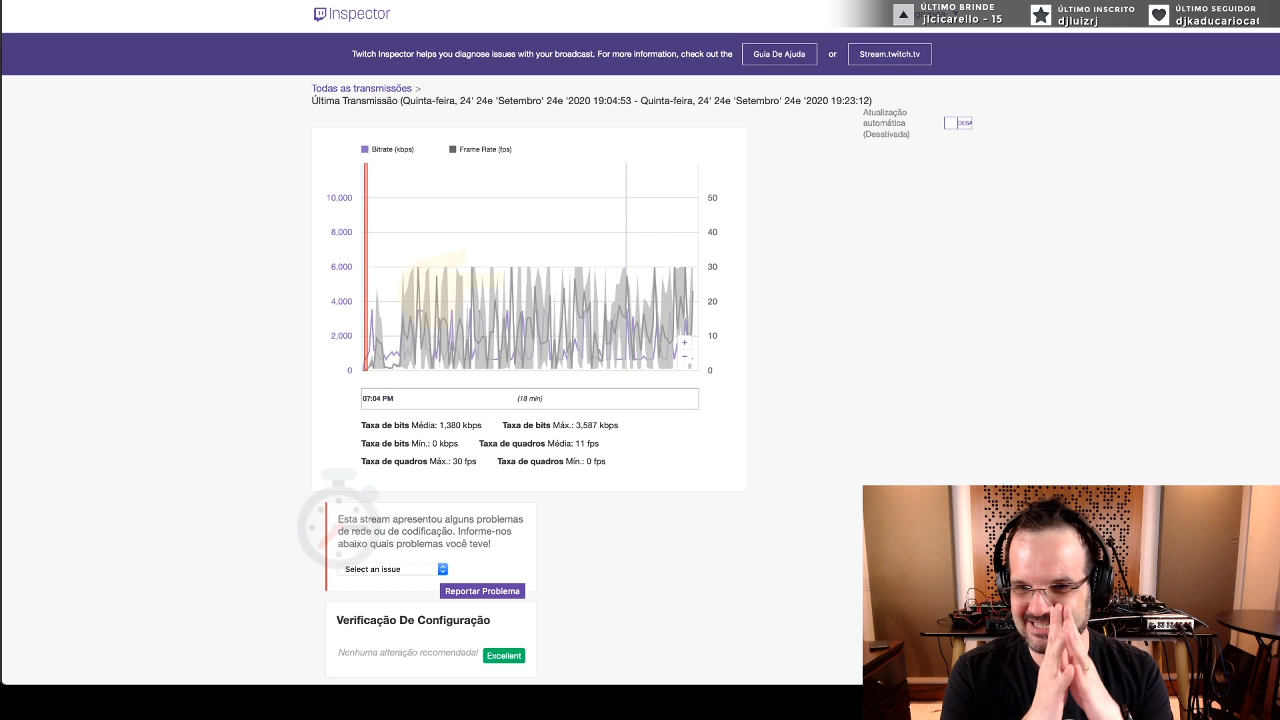 Inspector
ÚLTIMO BRINDE
jlcicarello - 15
ÚLTIMO INSCRITO
djluizrj
ÚLTIMO SEGUIDOR
djkaducariocat
Twitch Inspector helps you diagnose issues with your broadcast. For more information, check out the
Guia De Ajuda
or
Stream.twitch.tv
Todas as transmissões >
Última Transmissão (Quinta-feira, 24' 24e 'Setembro' 24e '2020 19:04:53 - Quinta-feira, 24' 24e 'Setembro' 24e '2020 19:23:12)
Atualização
automática
(Desativada)
DESA
Bitrate (kbps)
Frame Rate (fps)
10,000
50
8,000
40
6,000
30
4,000
20
2,000
10
0
0
+
−
07:04 PM
(18 min)
Taxa de bits Média: 1,380 kbps
Taxa de bits Máx.: 3,587 kbps
Taxa de bits Mín.: 0 kbps
Taxa de quadros Média: 11 fps
Taxa de quadros Máx.: 30 fps
Taxa de quadros Mín.: 0 fps
Esta stream apresentou alguns problemas
de rede ou de codificação. Informe-nos
abaixo quais problemas você teve!
Select an issue
Reportar Problema
Verificação De Configuração
Nenhuma alteração recomendada!
Excellent